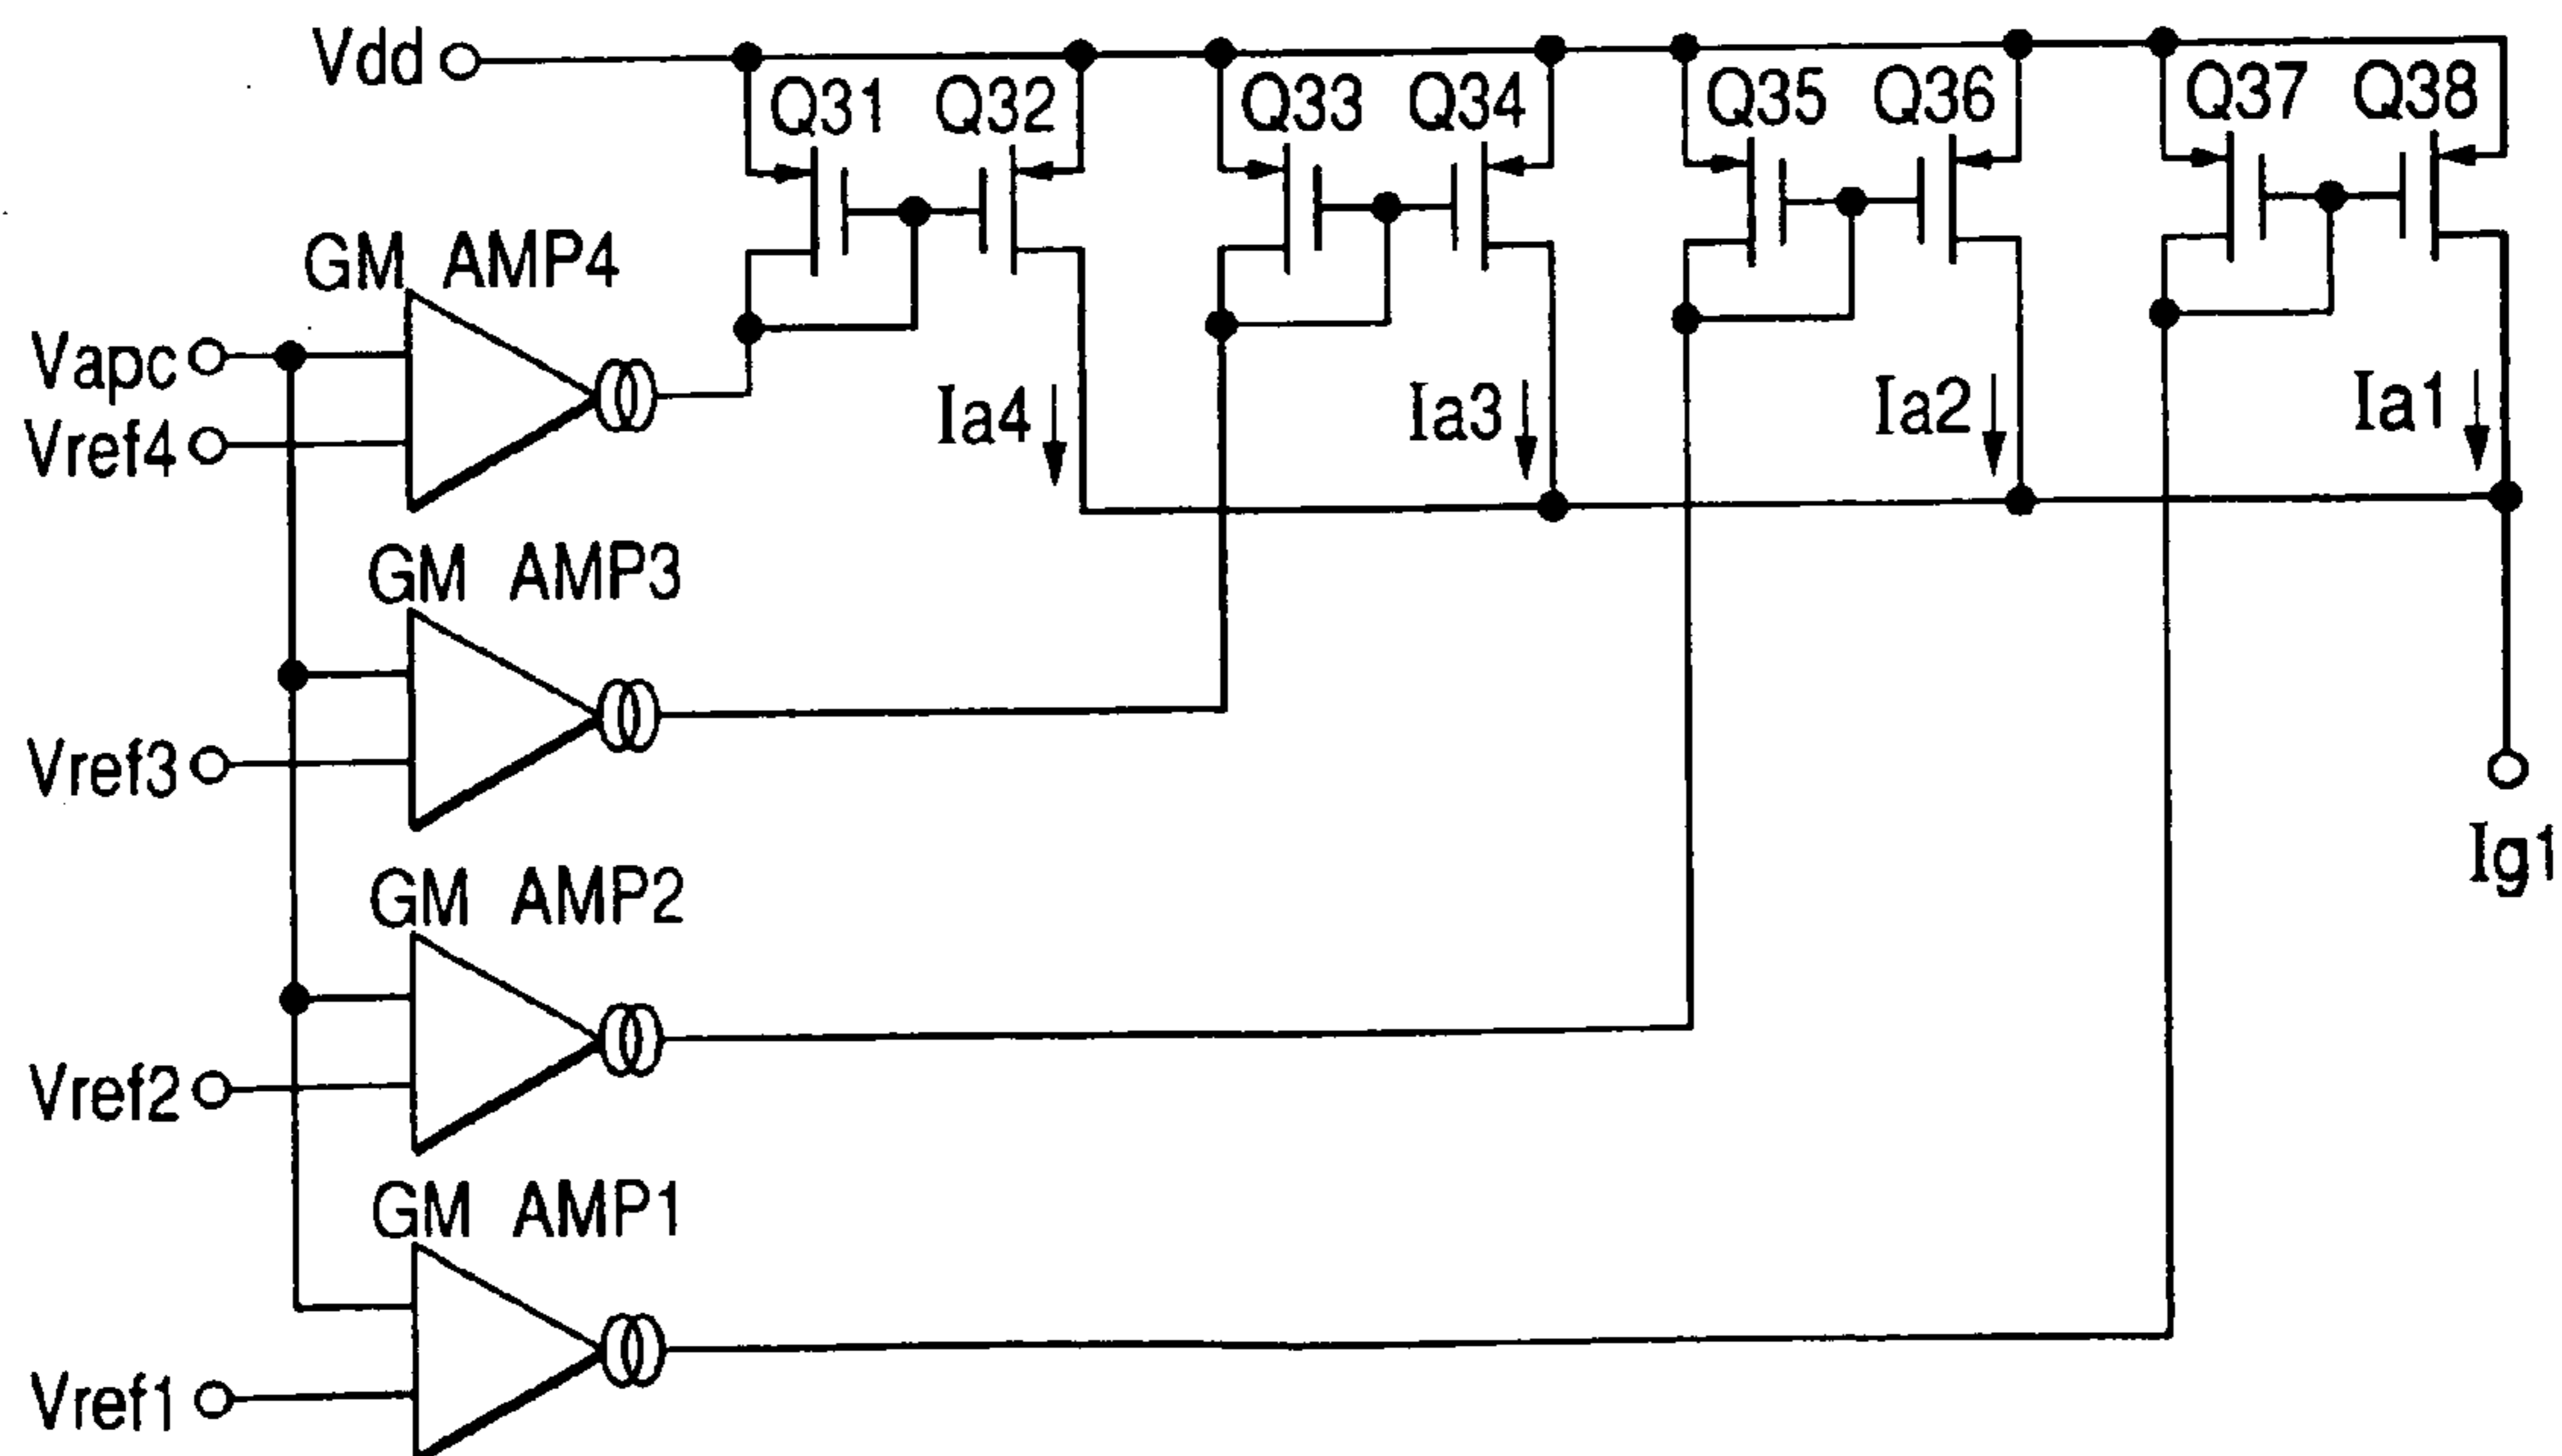 Vdd
Q31 Q32 Q33 Q34 Q35 Q36 Q37 Q38
GM AMP4
Vapc
Vref4
Ia4 Ia3 Ia2 Ia1
GM AMP3
Vref3
Ig1
GM AMP2
Vref2
GM AMP1
Vref1